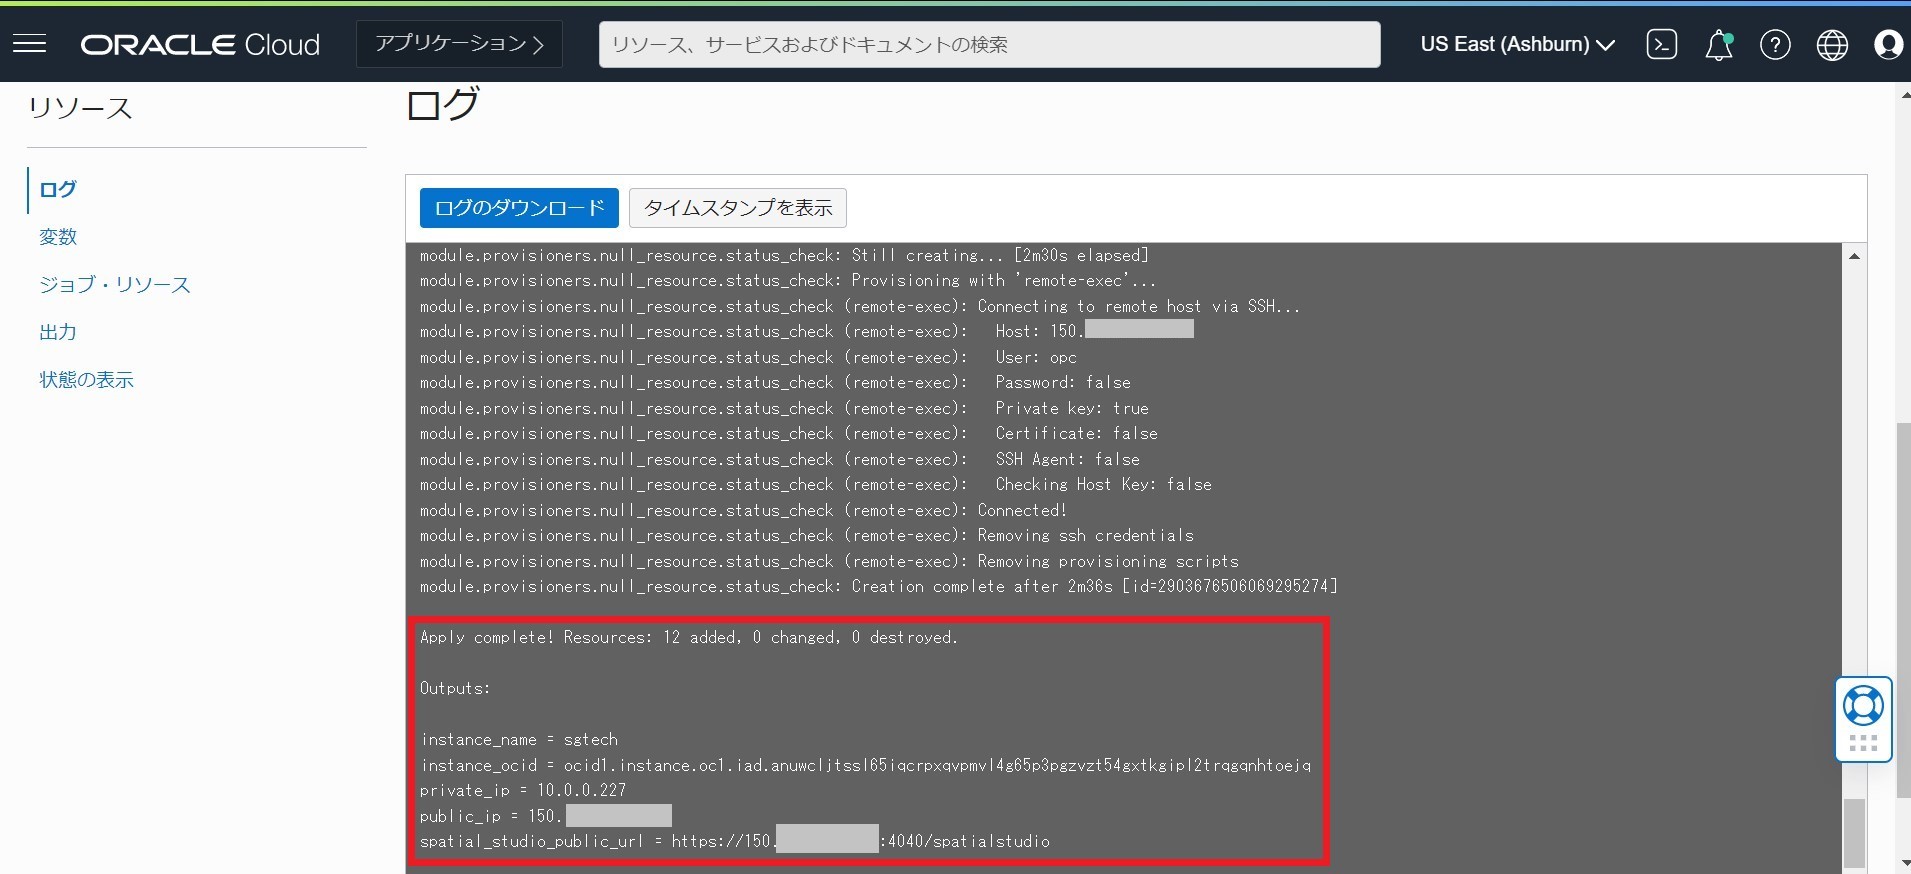 ORACLE Cloud
アプリケーション
リソース、サービスおよびドキュメントの検索
US East (Ashburn)
リソース
ログ
変数
ジョブ・リソース
出力
状態の表示
ログ
ログのダウンロード
タイムスタンプを表示
module.provisioners.null_resource.status_check: Still creating... [2m30s elapsed]
module.provisioners.null_resource.status_check: Provisioning with 'remote-exec'...
module.provisioners.null_resource.status_check (remote-exec): Connecting to remote host via SSH...
module.provisioners.null_resource.status_check (remote-exec):   Host: 150.
module.provisioners.null_resource.status_check (remote-exec):   User: opc
module.provisioners.null_resource.status_check (remote-exec):   Password: false
module.provisioners.null_resource.status_check (remote-exec):   Private key: true
module.provisioners.null_resource.status_check (remote-exec):   Certificate: false
module.provisioners.null_resource.status_check (remote-exec):   SSH Agent: false
module.provisioners.null_resource.status_check (remote-exec):   Checking Host Key: false
module.provisioners.null_resource.status_check (remote-exec): Connected!
module.provisioners.null_resource.status_check (remote-exec): Removing ssh credentials
module.provisioners.null_resource.status_check (remote-exec): Removing provisioning scripts
module.provisioners.null_resource.status_check: Creation complete after 2m36s [id=2903676506069295274]
Apply complete! Resources: 12 added, 0 changed, 0 destroyed.
Outputs:
instance_name = sgtech
instance_ocid = ocid1.instance.oc1.iad.anuwcljtssl65iqcrpxqvpmvl4g65p3pgzvzt54gxtkgipl2trqgqnhtoejq
private_ip = 10.0.0.227
public_ip = 150.
spatial_studio_public_url = https://150. :4040/spatialstudio